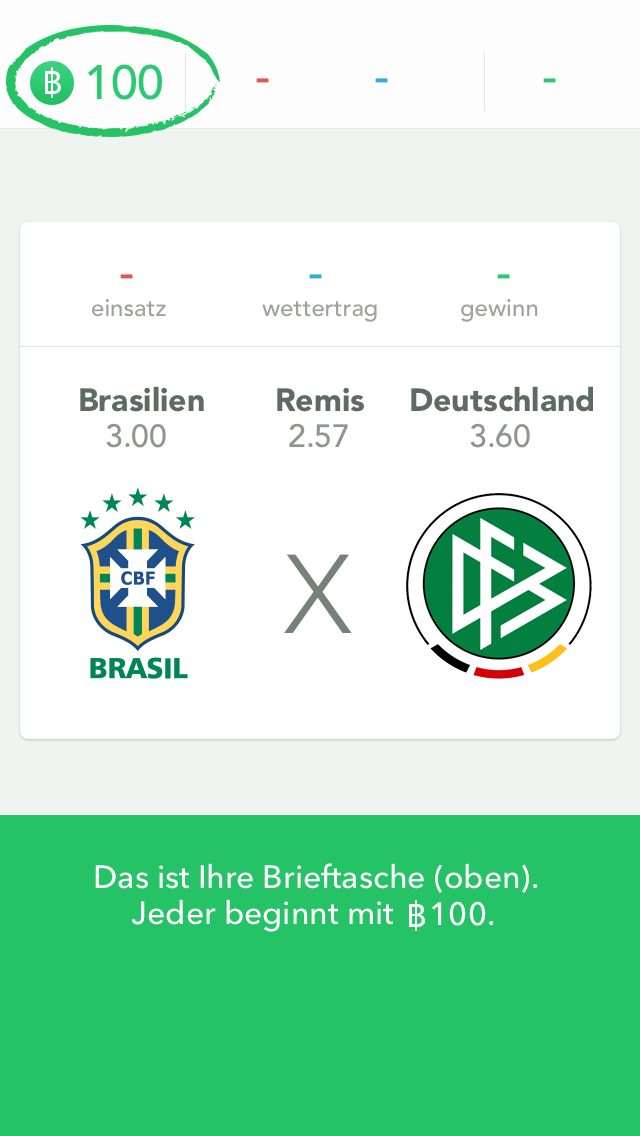 ฿ 100 - - -
- - -
einsatz wettertrag gewinn
Brasilien Remis Deutschland
3.00 2.57 3.60
CBF X DFB
BRASIL
Das ist Ihre Brieftasche (oben).
Jeder beginnt mit ฿100.